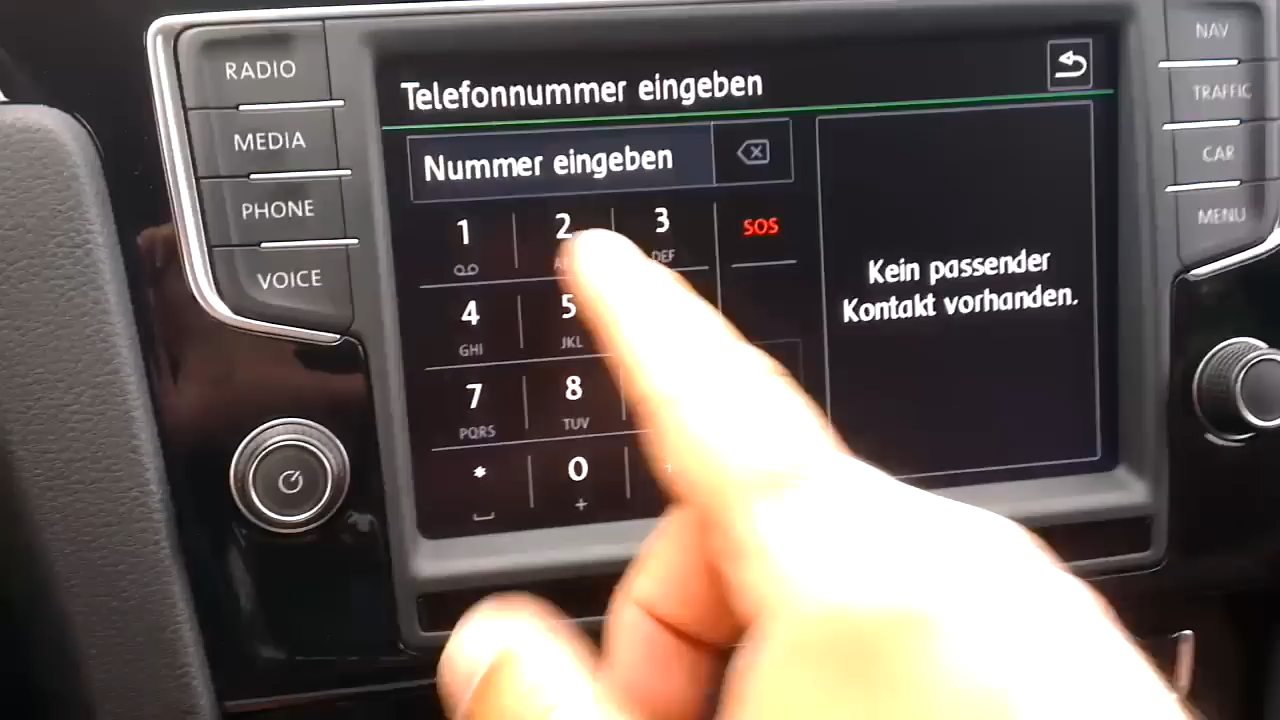 RADIO
MEDIA
PHONE
VOICE
Telefonnummer eingeben
Nummer eingeben
1 2 3 SOS
DEF
4 5
GHI JKL
7 8
PQRS TUV
* 0
+
Kein passender
Kontakt vorhanden.
NAV
TRAFFIC
CAR
MENU